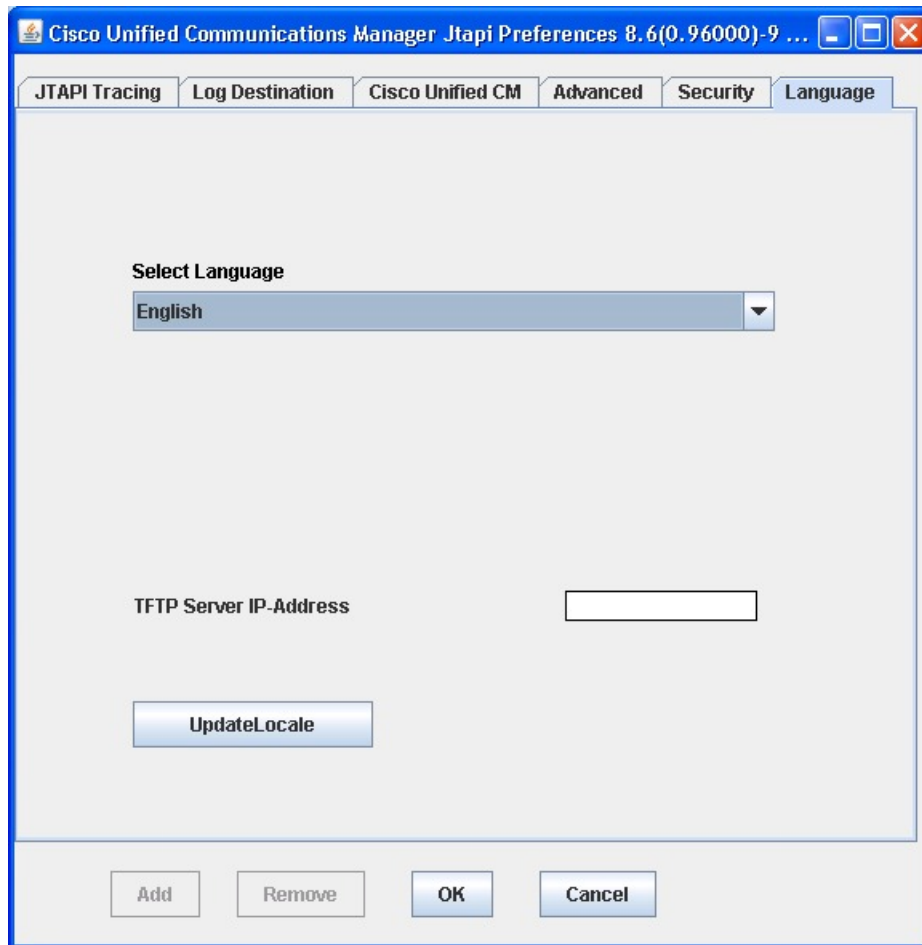 Cisco Unified Communications Manager Jtapi Preferences 8.6(0.96000)-9 ...
JTAPI Tracing Log Destination Cisco Unified CM Advanced Security Language
Select Language
English
TFTP Server IP-Address
UpdateLocale
Add Remove OK Cancel